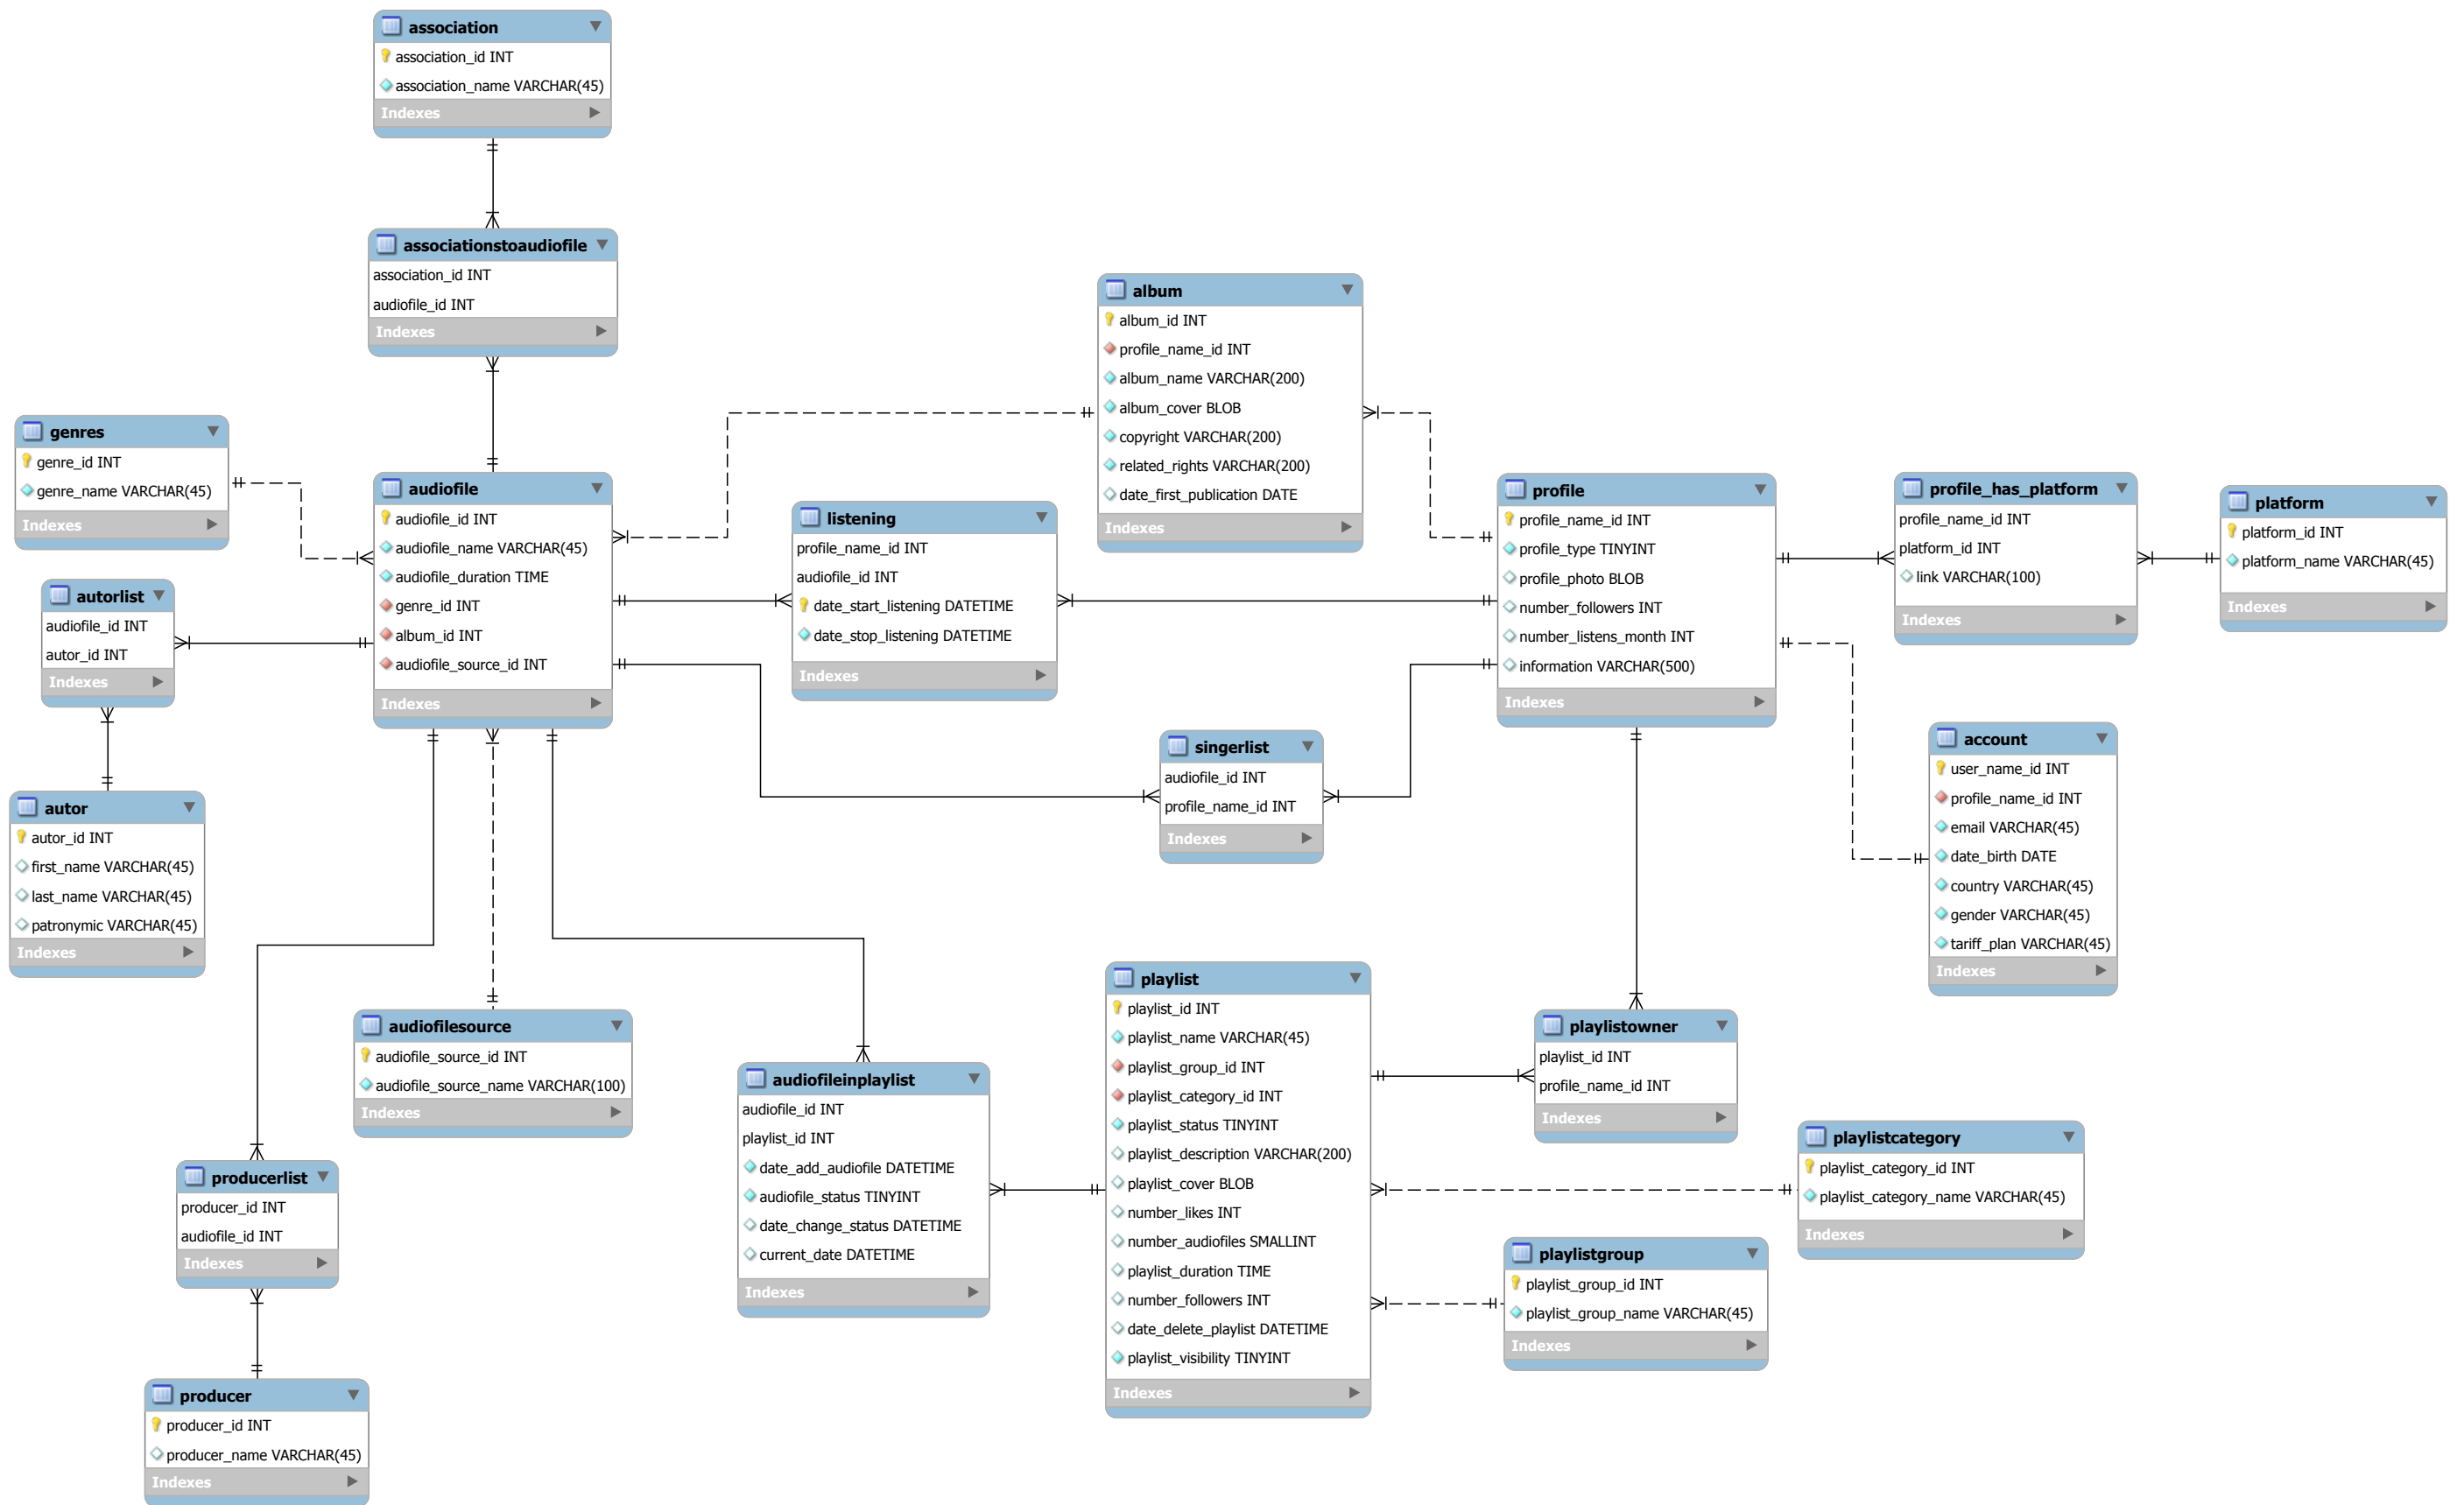 association
association_id INT
association_name VARCHAR(45)
Indexes
associationstoaudiofile
association_id INT
audiofile_id INT
Indexes
album
album_id INT
profile_name_id INT
album_name VARCHAR(200)
album_cover BLOB
copyright VARCHAR(200)
related_rights VARCHAR(200)
date_first_publication DATE
Indexes
genres
genre_id INT
genre_name VARCHAR(45)
Indexes
audiofile
audiofile_id INT
audiofile_name VARCHAR(45)
audiofile_duration TIME
genre_id INT
album_id INT
audiofile_source_id INT
Indexes
listening
profile_name_id INT
audiofile_id INT
date_start_listening DATETIME
date_stop_listening DATETIME
Indexes
profile
profile_name_id INT
profile_type TINYINT
profile_photo BLOB
number_followers INT
number_listens_month INT
information VARCHAR(500)
Indexes
profile_has_platform
profile_name_id INT
platform_id INT
link VARCHAR(100)
Indexes
platform
platform_id INT
platform_name VARCHAR(45)
Indexes
autorlist
audiofile_id INT
autor_id INT
Indexes
singerlist
audiofile_id INT
profile_name_id INT
Indexes
account
user_name_id INT
profile_name_id INT
email VARCHAR(45)
date_birth DATE
country VARCHAR(45)
gender VARCHAR(45)
tariff_plan VARCHAR(45)
Indexes
autor
autor_id INT
first_name VARCHAR(45)
last_name VARCHAR(45)
patronymic VARCHAR(45)
Indexes
audiofilesource
audiofile_source_id INT
audiofile_source_name VARCHAR(100)
Indexes
audiofileinplaylist
audiofile_id INT
playlist_id INT
date_add_audiofile DATETIME
audiofile_status TINYINT
date_change_status DATETIME
current_date DATETIME
Indexes
playlist
playlist_id INT
playlist_name VARCHAR(45)
playlist_group_id INT
playlist_category_id INT
playlist_status TINYINT
playlist_description VARCHAR(200)
playlist_cover BLOB
number_likes INT
number_audiofiles SMALLINT
playlist_duration TIME
number_followers INT
date_delete_playlist DATETIME
playlist_visibility TINYINT
Indexes
playlistowner
playlist_id INT
profile_name_id INT
Indexes
playlistcategory
playlist_category_id INT
playlist_category_name VARCHAR(45)
Indexes
playlistgroup
playlist_group_id INT
playlist_group_name VARCHAR(45)
Indexes
producerlist
producer_id INT
audiofile_id INT
Indexes
producer
producer_id INT
producer_name VARCHAR(45)
Indexes